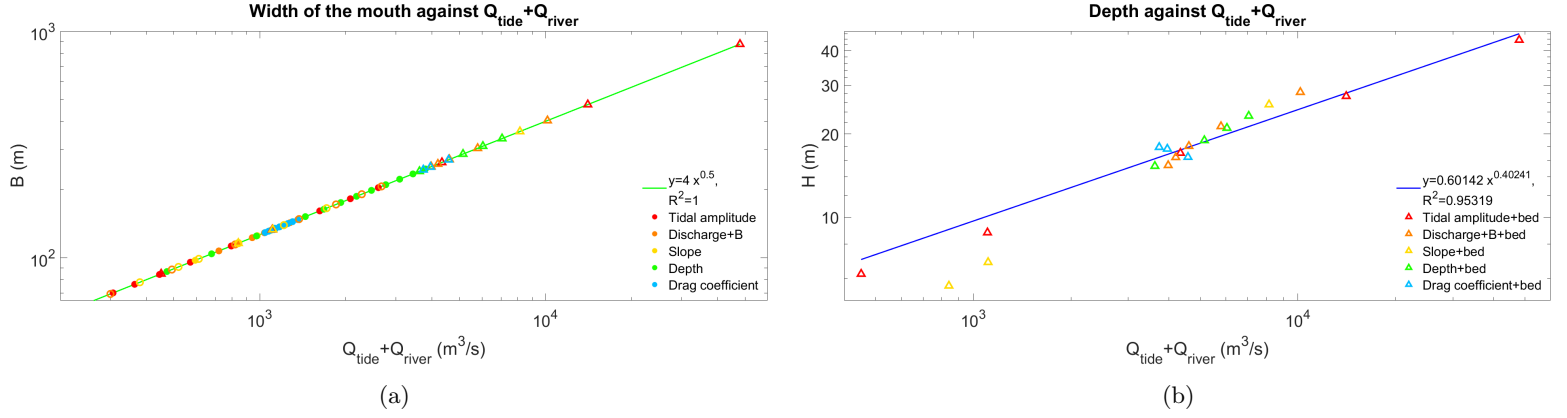 Width of the mouth against Q_tide+Q_river
10^3
10^2
B (m)
y=4 x^0.5,
R^2=1
Tidal amplitude
Discharge+B
Slope
Depth
Drag coefficient
10^3
10^4
Q_tide+Q_river (m^3/s)
(a)
Depth against Q_tide+Q_river
40
30
20
10
H (m)
y=0.60142 x^0.40241,
R^2=0.95319
Tidal amplitude+bed
Discharge+B+bed
Slope+bed
Depth+bed
Drag coefficient+bed
10^3
10^4
Q_tide+Q_river (m^3/s)
(b)